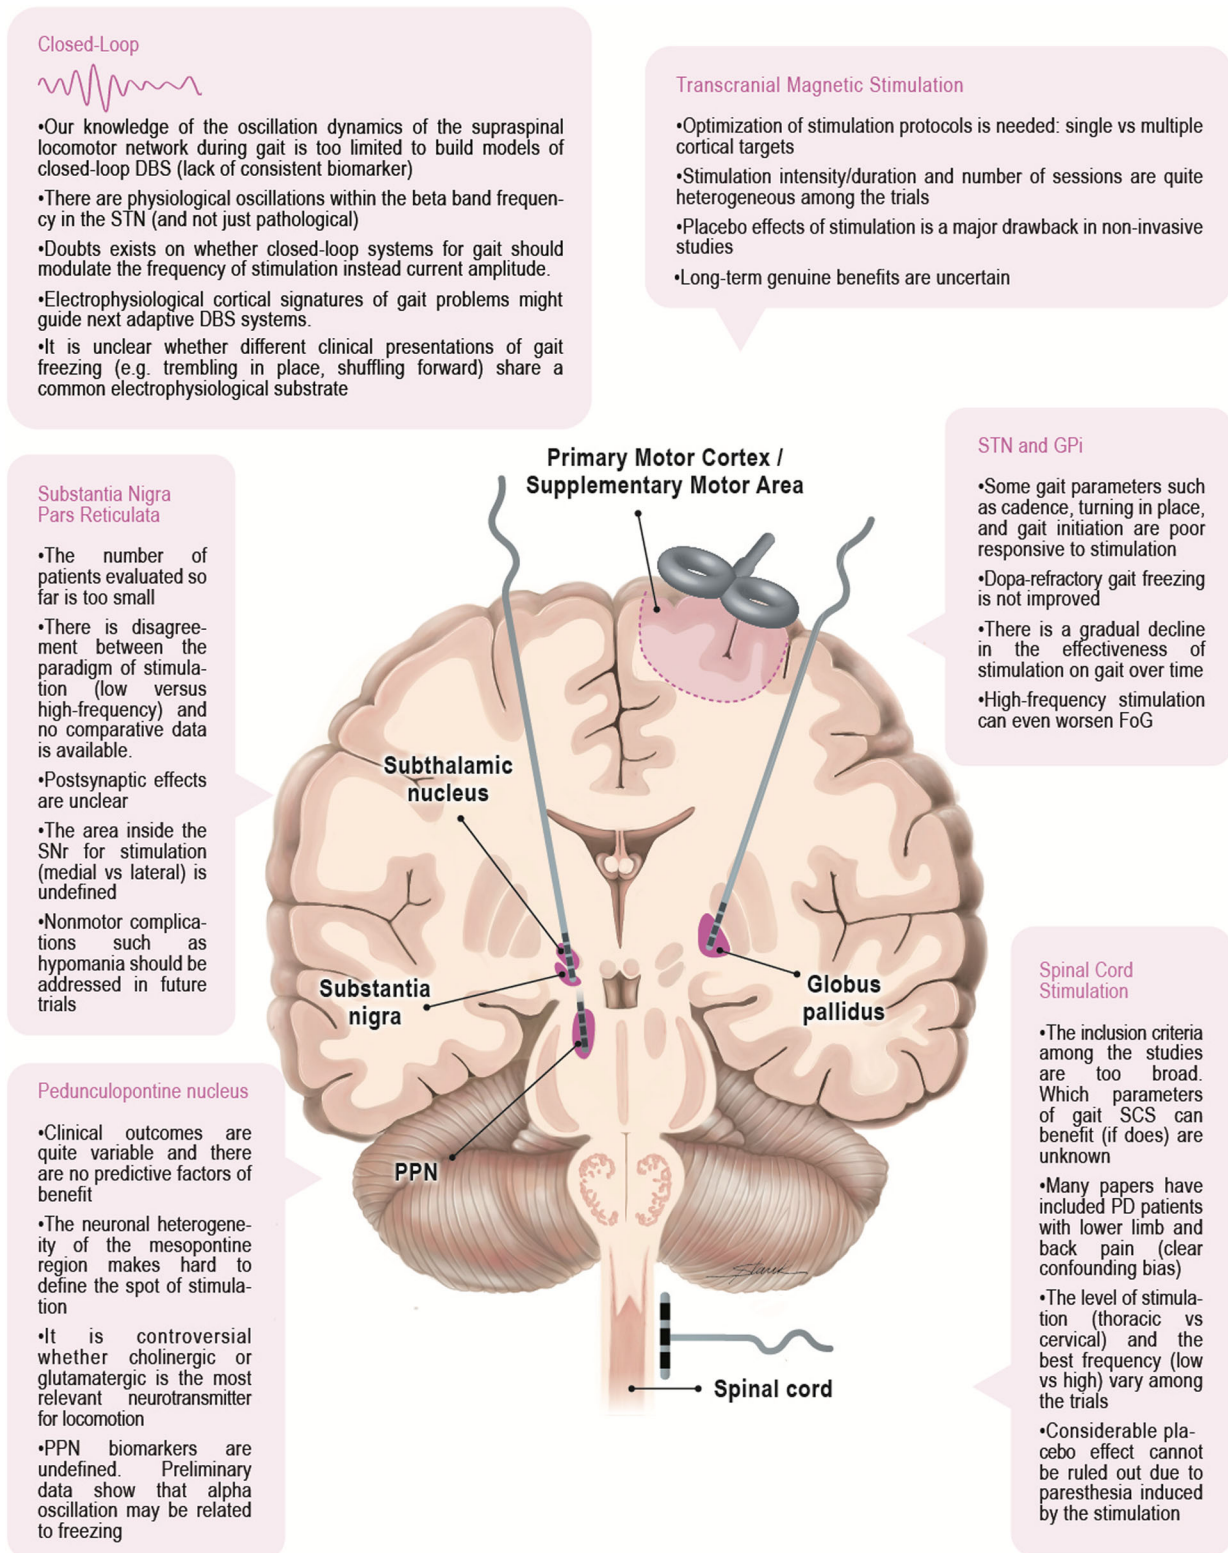 Closed-Loop
•Our knowledge of the oscillation dynamics of the supraspinal
locomotor network during gait is too limited to build models of
closed-loop DBS (lack of consistent biomarker)
•There are physiological oscillations within the beta band frequen-
cy in the STN (and not just pathological)
•Doubts exists on whether closed-loop systems for gait should
modulate the frequency of stimulation instead current amplitude.
•Electrophysiological cortical signatures of gait problems might
guide next adaptive DBS systems.
•It is unclear whether different clinical presentations of gait
freezing (e.g. trembling in place, shuffling forward) share a
common electrophysiological substrate
Transcranial Magnetic Stimulation
•Optimization of stimulation protocols is needed: single vs multiple
cortical targets
•Stimulation intensity/duration and number of sessions are quite
heterogeneous among the trials
•Placebo effects of stimulation is a major drawback in non-invasive
studies
•Long-term genuine benefits are uncertain
STN and GPi
•Some gait parameters such
as cadence, turning in place,
and gait initiation are poor
responsive to stimulation
•Dopa-refractory gait freezing
is not improved
•There is a gradual decline
in the effectiveness of
stimulation on gait over time
•High-frequency stimulation
can even worsen FoG
Substantia Nigra
Pars Reticulata
•The number of
patients evaluated so
far is too small
•There is disagree-
ment between the
paradigm of stimula-
tion (low versus
high-frequency) and
no comparative data
is available.
•Postsynaptic effects
are unclear
•The area inside the
SNr for stimulation
(medial vs lateral) is
undefined
•Nonmotor complica-
tions such as
hypomania should be
addressed in future
trials
Primary Motor Cortex /
Supplementary Motor Area
Subthalamic
nucleus
Substantia
nigra
Globus
pallidus
PPN
Spinal cord
Pedunculopontine nucleus
•Clinical outcomes are
quite variable and there
are no predictive factors of
benefit
•The neuronal heterogene-
ity of the mesopontine
region makes hard to
define the spot of stimula-
tion
•It is controversial
whether cholinergic or
glutamatergic is the most
relevant neurotransmitter
for locomotion
•PPN biomarkers are
undefined. Preliminary
data show that alpha
oscillation may be related
to freezing
Spinal Cord
Stimulation
•The inclusion criteria
among the studies
are too broad.
Which parameters
of gait SCS can
benefit (if does) are
unknown
•Many papers have
included PD patients
with lower limb and
back pain (clear
confounding bias)
•The level of stimula-
tion (thoracic vs
cervical) and the
best frequency (low
vs high) vary among
the trials
•Considerable pla-
cebo effect cannot
be ruled out due to
paresthesia induced
by the stimulation